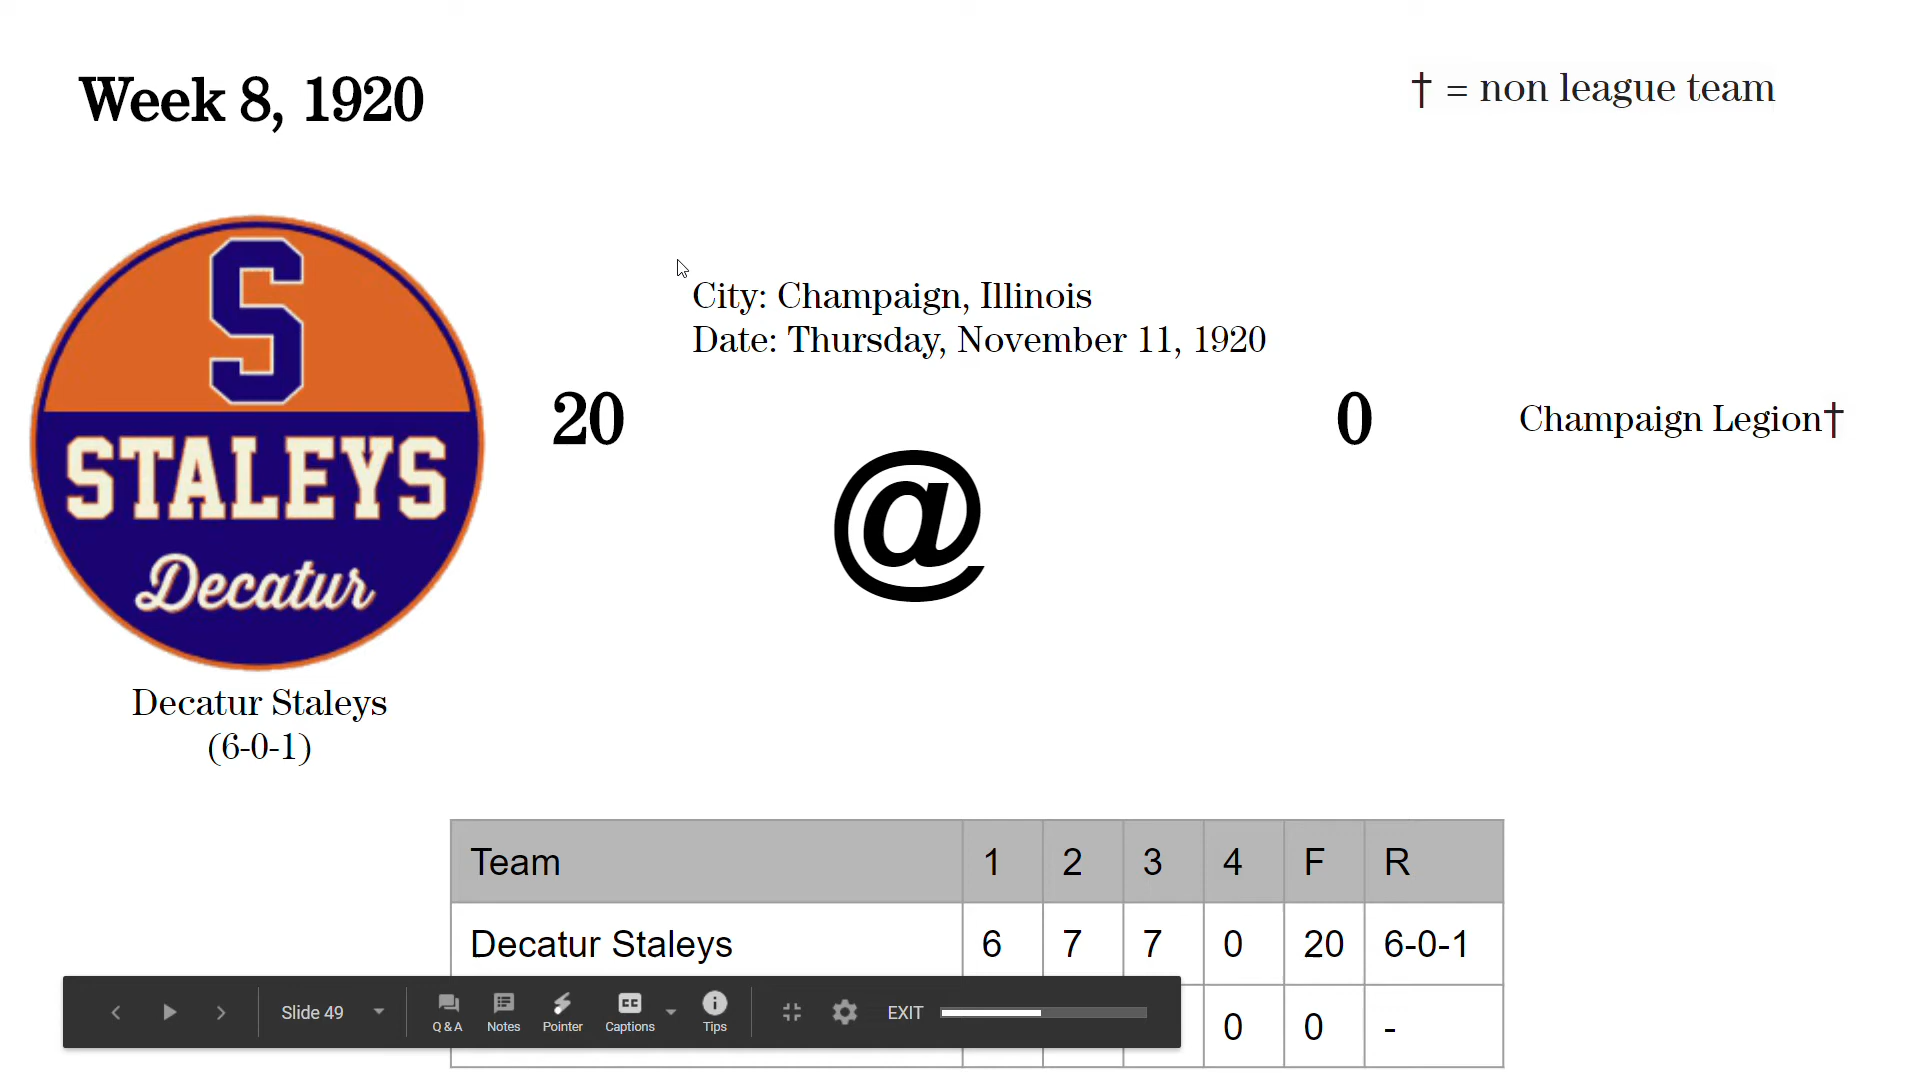 Week 8, 1920
† = non league team
S
STALEYS
Decatur
Decatur Staleys
(6-0-1)
City: Champaign, Illinois
Date: Thursday, November 11, 1920
20
@
0
Champaign Legion†
Team 1 2 3 4 F R
Decatur Staleys 6 7 7 0 20 6-0-1
0 0 -
Slide 49
Q & A
Notes
Pointer
CC
Captions
Tips
EXIT